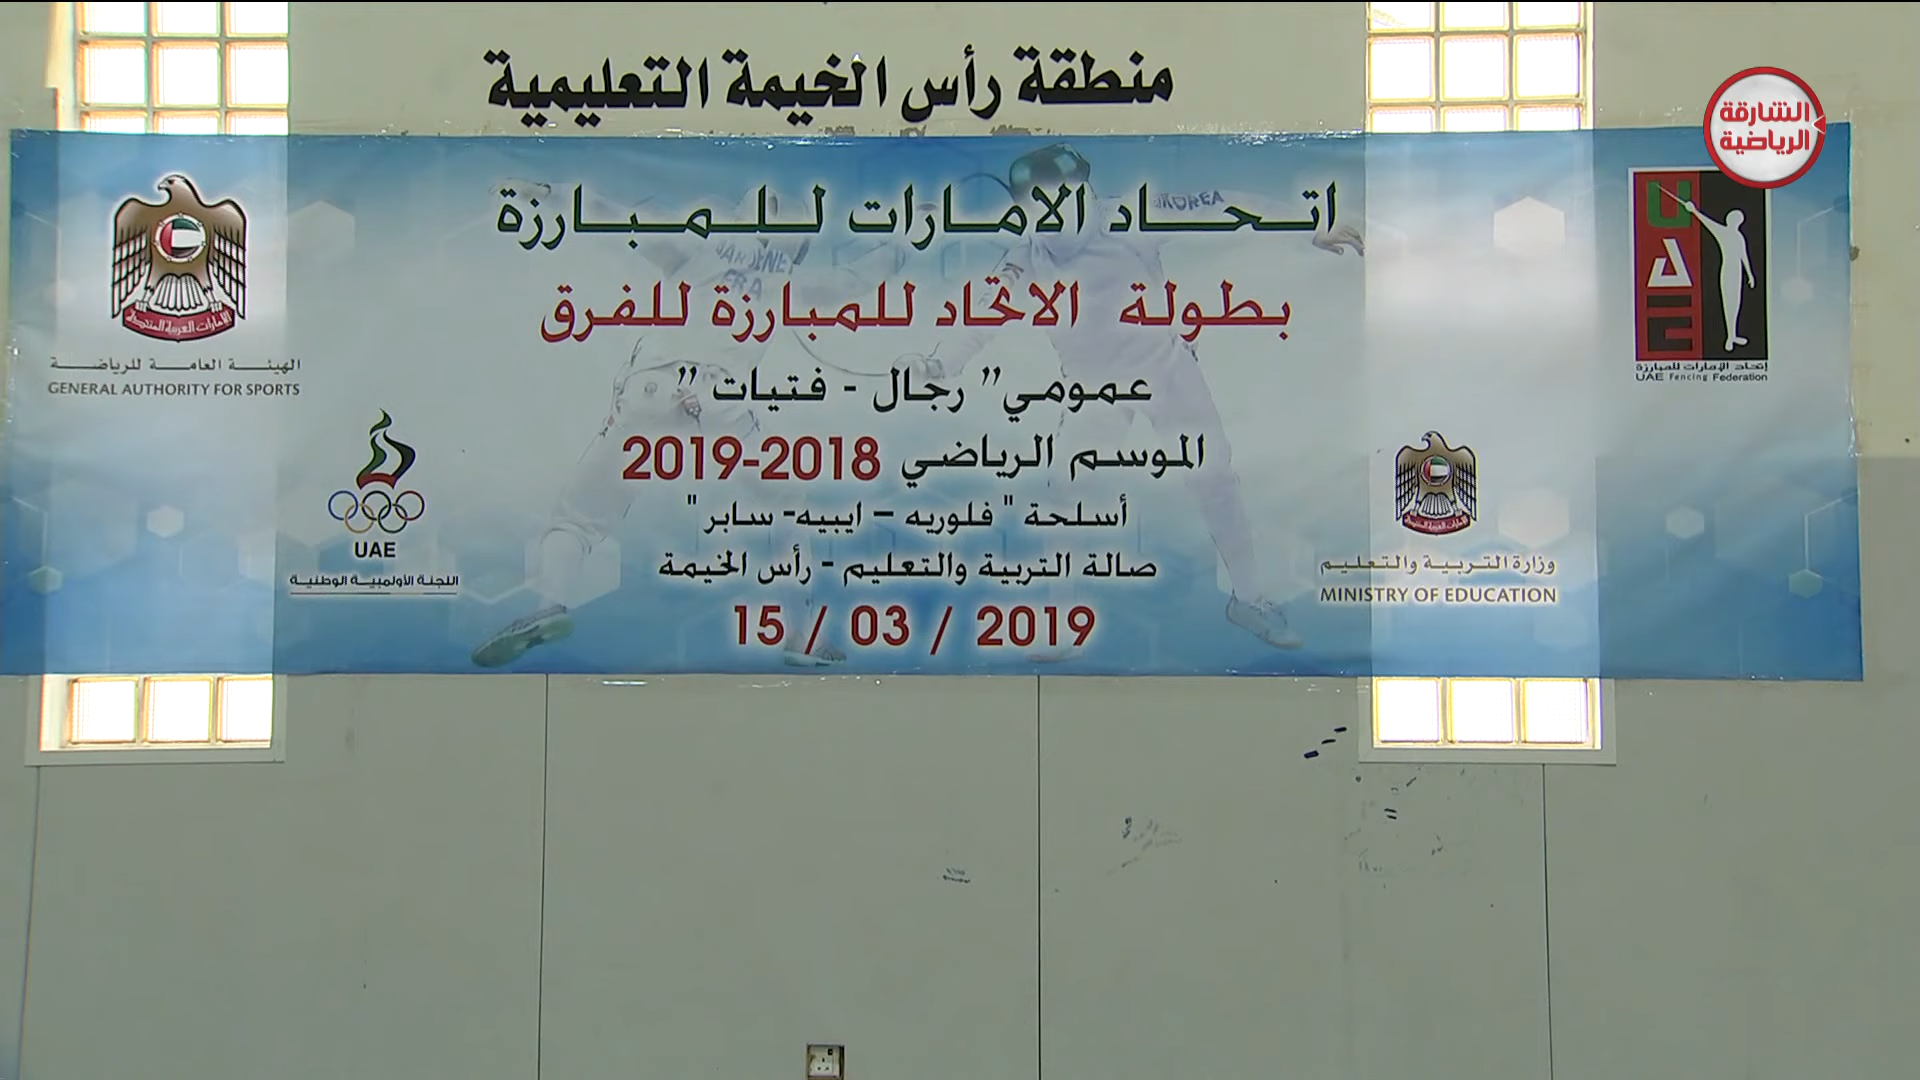 منطقة رأس الخيمة التعليمية
الشارقة
الرياضية
اتحاد الامارات للمبارزة
بطولة الاتحاد للمبارزة للفرق
عمومي " رجال - فتيات "
الموسم الرياضي 2018-2019
أسلحة " فلوريه – ايبيه- سابر "
صالة التربية والتعليم - رأس الخيمة
15 / 03 / 2019
الإمارات العربية المتحدة
الهيئة العامة للرياضة
GENERAL AUTHORITY FOR SPORTS
UAE
اللجنة الأولمبية الوطنية
UAE
إتحاد الإمارات للمبارزة
UAE Fencing Federation
وزارة التربية والتعليم
MINISTRY OF EDUCATION
KOREA
FRA